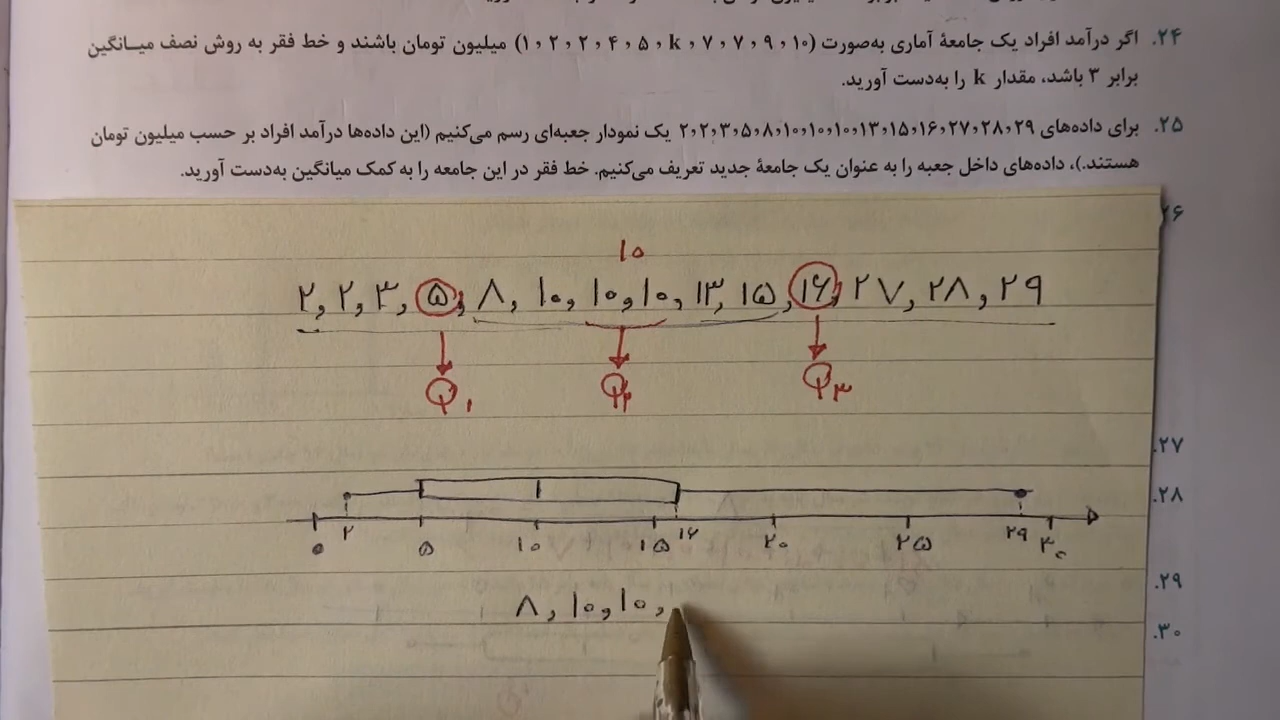 ۲۴. اگر درآمد افراد یک جامعهٔ آماری به‌صورت (۱ , ۲ , ۲ , ۴ , ۵ , k , ۷ , ۷ , ۹ , ۱۰) میلیون تومان باشند و خط فقر به روش نصف میـانگین
برابر ۳ باشد، مقدار k را به‌دست آورید.
۲۵. برای داده‌های ۲,۲,۳,۵,۸,۱۰,۱۰,۱۰,۱۳,۱۵,۱۶,۲۷,۲۸,۲۹ یک نمودار جعبه‌ای رسم می‌کنیم (این داده‌ها درآمد افراد بر حسب میلیون تومان
هستند.)، داده‌های داخل جعبه را به عنوان یک جامعهٔ جدید تعریف می‌کنیم. خط فقر در این جامعه را به کمک میانگین به‌دست آورید.
۲۶
۱۰
۲, ۲, ۳, ۵, ۸, ۱۰, ۱۰, ۱۰, ۱۳, ۱۵, ۱۶, ۲۷, ۲۸, ۲۹
Q۱ Q۲ Q۳
۲۷.
۲۸.
۰ ۲ ۵ ۱۰ ۱۵ ۱۶ ۲۰ ۲۵ ۲۹ ۳۰
۲۹.
۸, ۱۰, ۱۰,
۳۰.